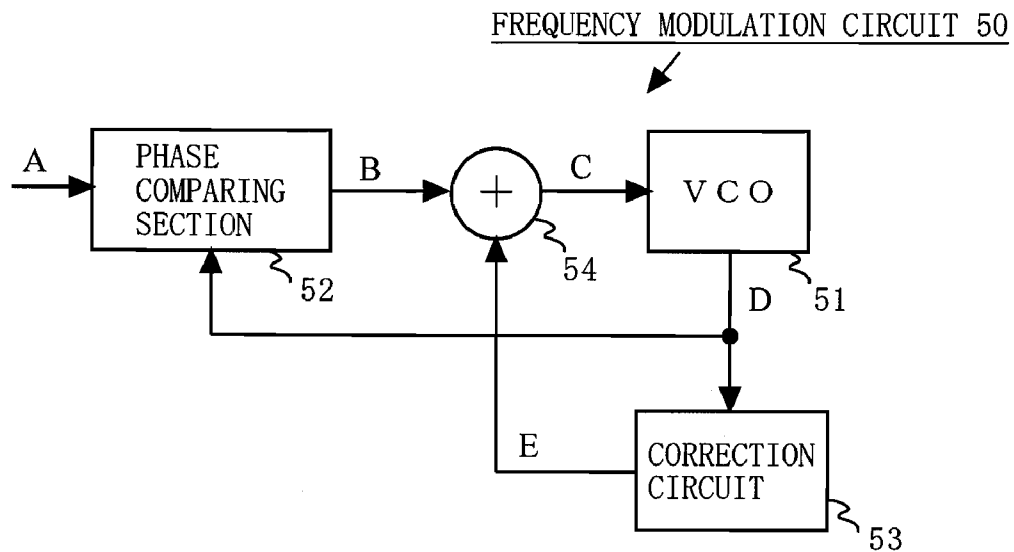 FREQUENCY MODULATION CIRCUIT 50
A
PHASE
COMPARING
SECTION
52
B
+
54
C
VCO
51
D
E
CORRECTION
CIRCUIT
53